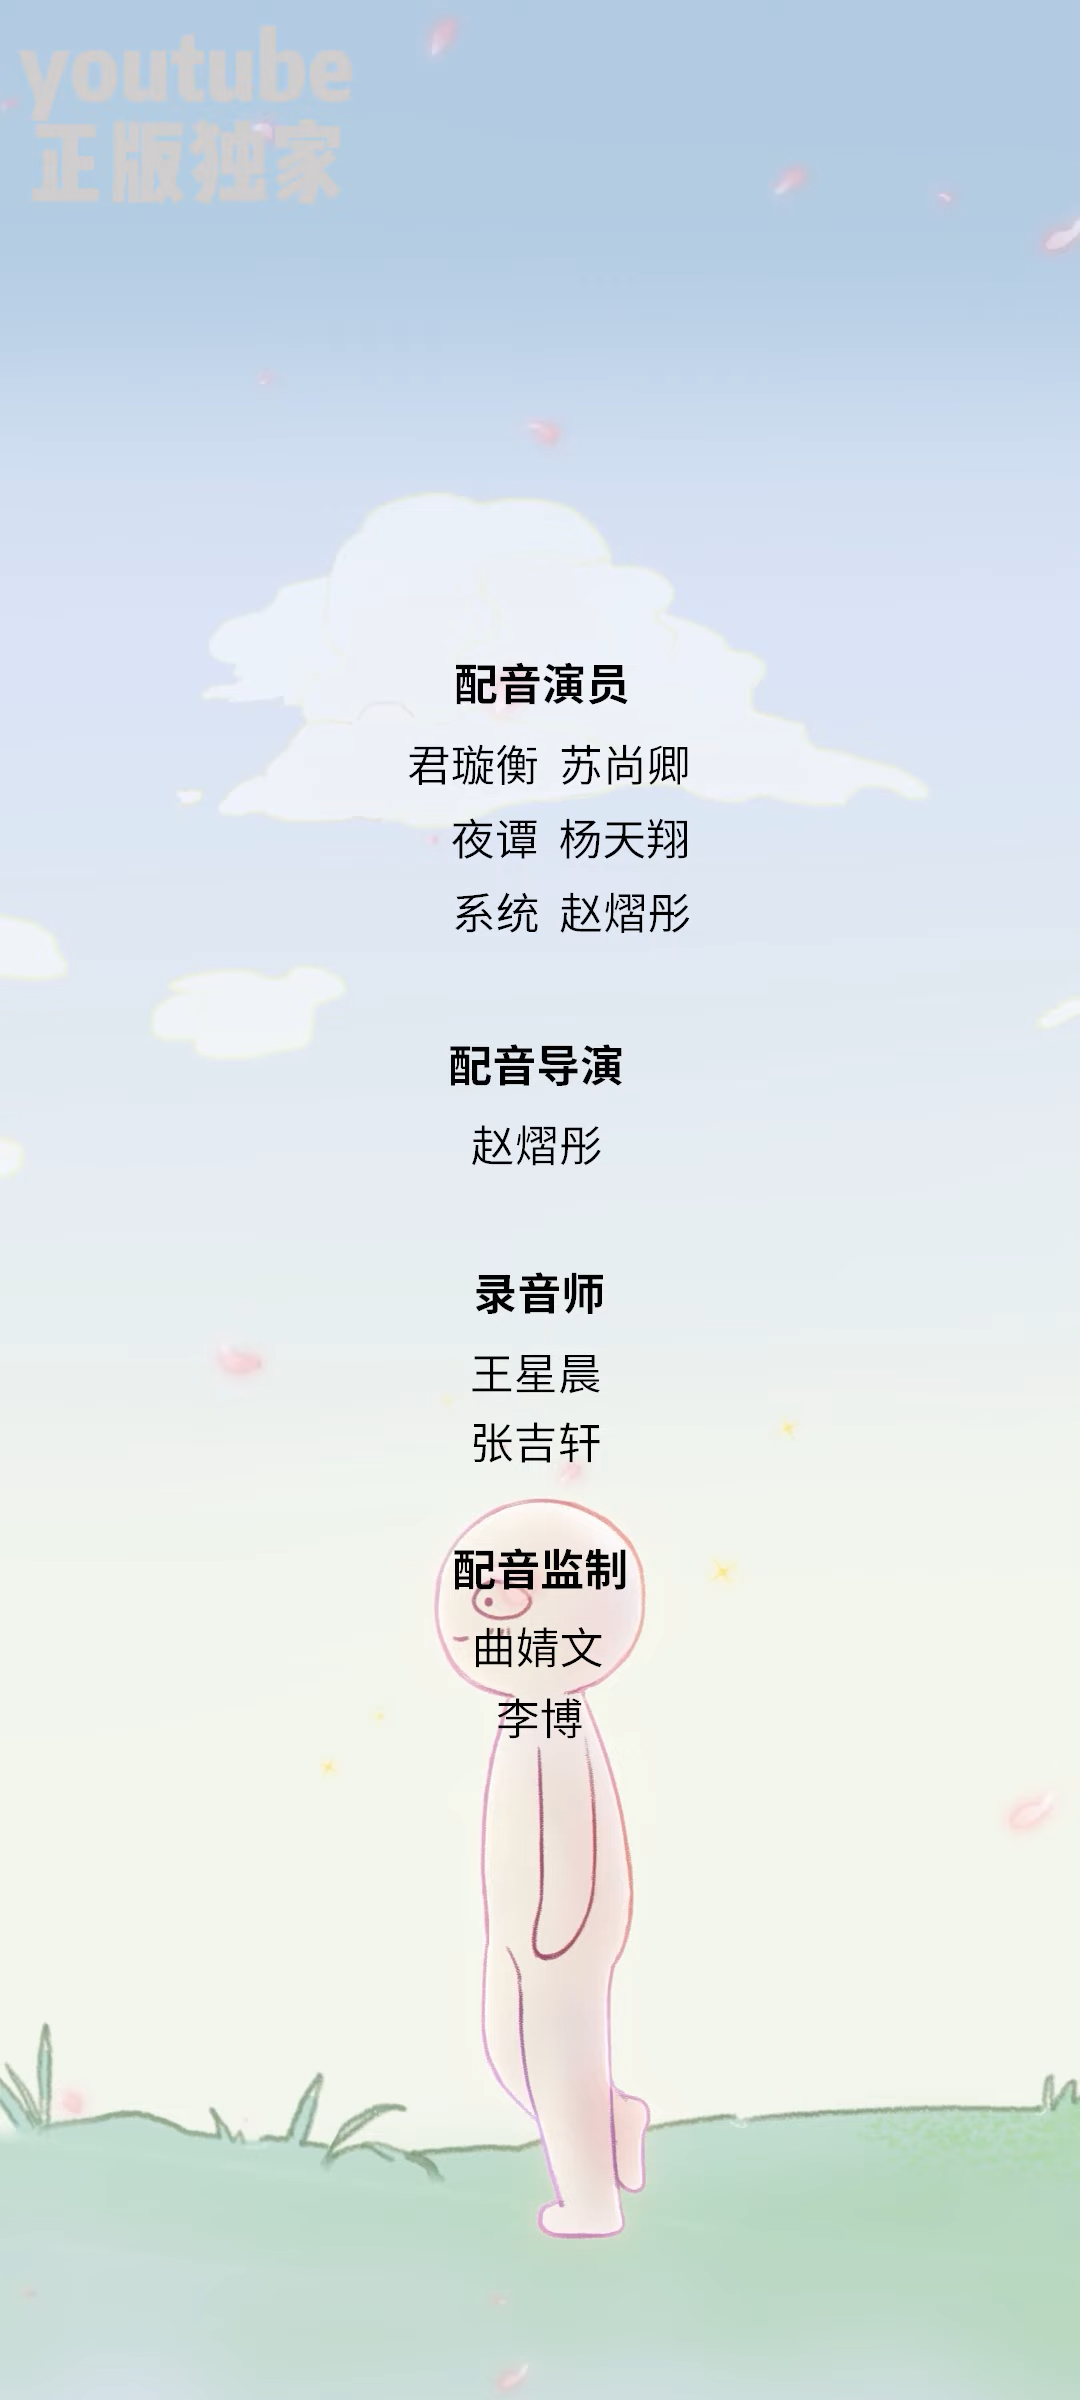 youtube
正版独家
配音演员
君璇衡 苏尚卿
夜谭 杨天翔
系统 赵熠彤
配音导演
赵熠彤
录音师
王星晨
张吉轩
配音监制
曲婧文
李博